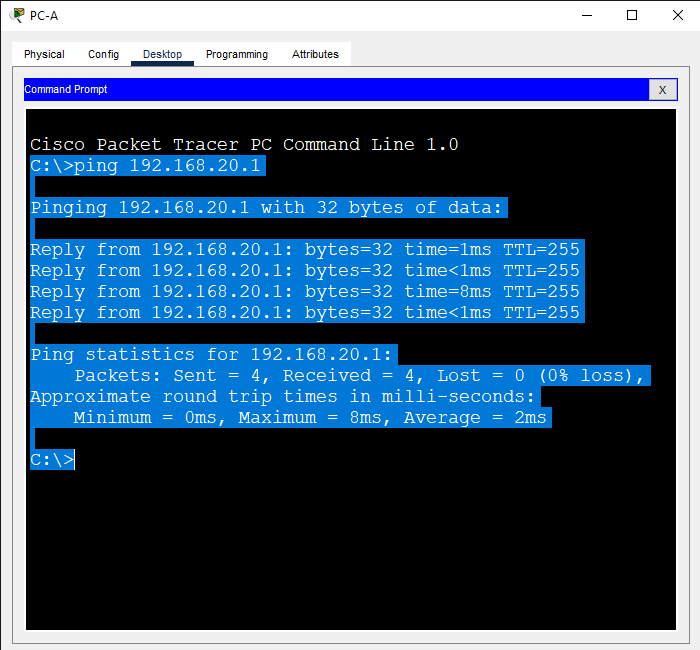 PC-A
Physical Config Desktop Programming Attributes
Command Prompt X
Cisco Packet Tracer PC Command Line 1.0
C:\>ping 192.168.20.1
Pinging 192.168.20.1 with 32 bytes of data:
Reply from 192.168.20.1: bytes=32 time=1ms TTL=255
Reply from 192.168.20.1: bytes=32 time<1ms TTL=255
Reply from 192.168.20.1: bytes=32 time=8ms TTL=255
Reply from 192.168.20.1: bytes=32 time<1ms TTL=255
Ping statistics for 192.168.20.1:
Packets: Sent = 4, Received = 4, Lost = 0 (0% loss),
Approximate round trip times in milli-seconds:
Minimum = 0ms, Maximum = 8ms, Average = 2ms
C:\>